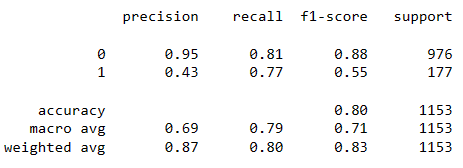 precision recall f1-score support
0 0.95 0.81 0.88 976
1 0.43 0.77 0.55 177
accuracy 0.80 1153
macro avg 0.69 0.79 0.71 1153
weighted avg 0.87 0.80 0.83 1153